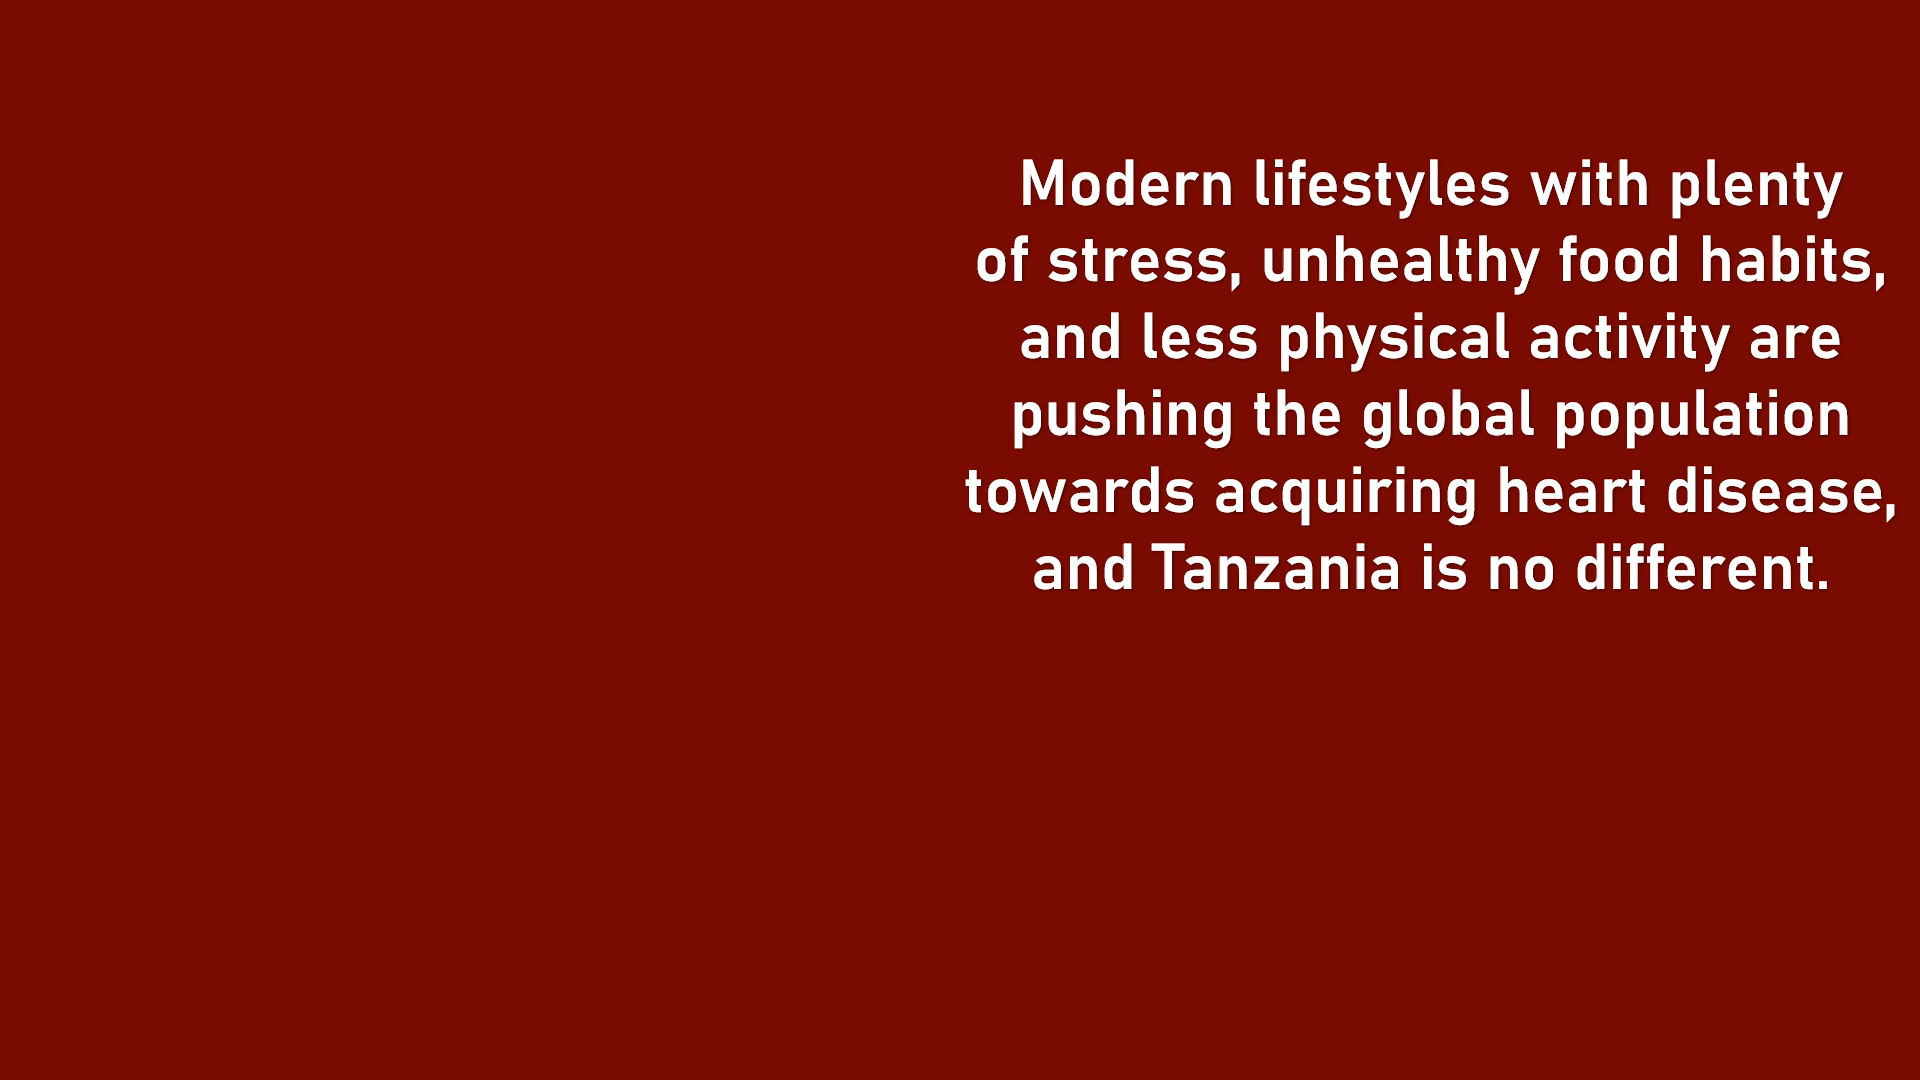 Modern lifestyles with plenty
of stress, unhealthy food habits,
and less physical activity are
pushing the global population
towards acquiring heart disease,
and Tanzania is no different.